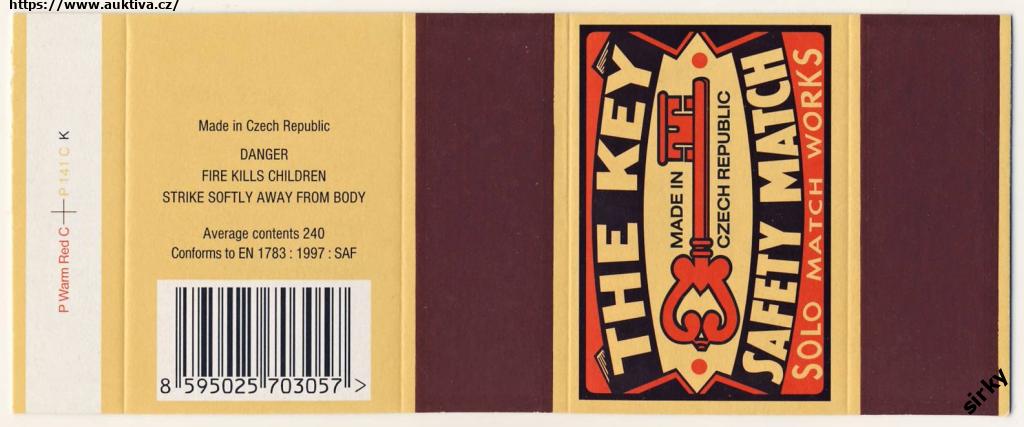 https://www.auktiva.cz/
P Warm Red C P 141 C K
Made in Czech Republic
DANGER
FIRE KILLS CHILDREN
STRIKE SOFTLY AWAY FROM BODY
Average contents 240
Conforms to EN 1783 : 1997 : SAF
8 595025 703057 >
THE KEY
MADE IN
CZECH REPUBLIC
SAFETY MATCH
SOLO MATCH WORKS
sirky